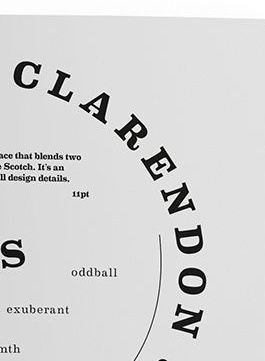 CLARENDON
ace that blends two
Scotch. It's an
ll design details.
11pt
S
oddball
exuberant
nth